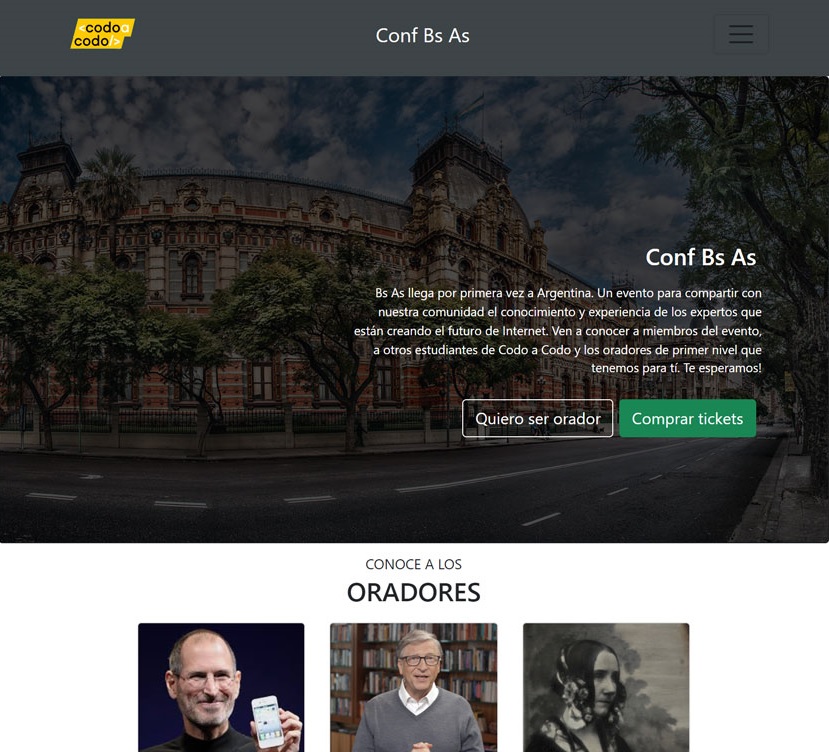 <codo a
codo/>
Conf Bs As
Conf Bs As
Bs As llega por primera vez a Argentina. Un evento para compartir con
nuestra comunidad el conocimiento y experiencia de los expertos que
están creando el futuro de Internet. Ven a conocer a miembros del evento,
a otros estudiantes de Codo a Codo y los oradores de primer nivel que
tenemos para tí. Te esperamos!
Quiero ser orador
Comprar tickets
CONOCE A LOS
ORADORES